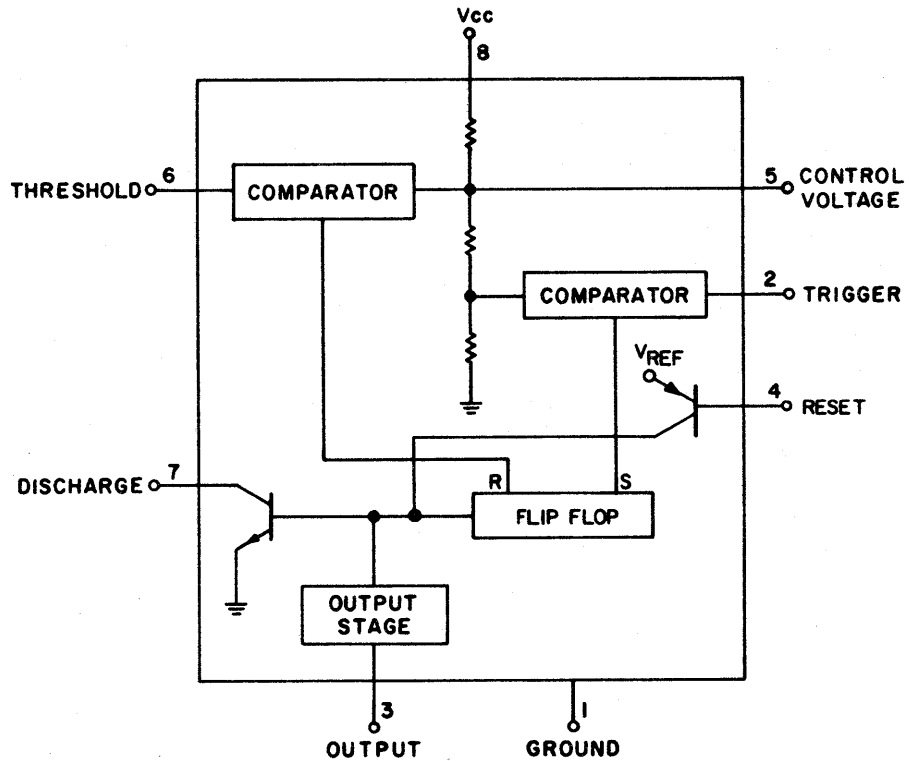 Vcc
8
THRESHOLD
6
COMPARATOR
5
CONTROL
VOLTAGE
COMPARATOR
2
TRIGGER
VREF
4
RESET
DISCHARGE
7
R
S
FLIP FLOP
OUTPUT
STAGE
3
OUTPUT
1
GROUND